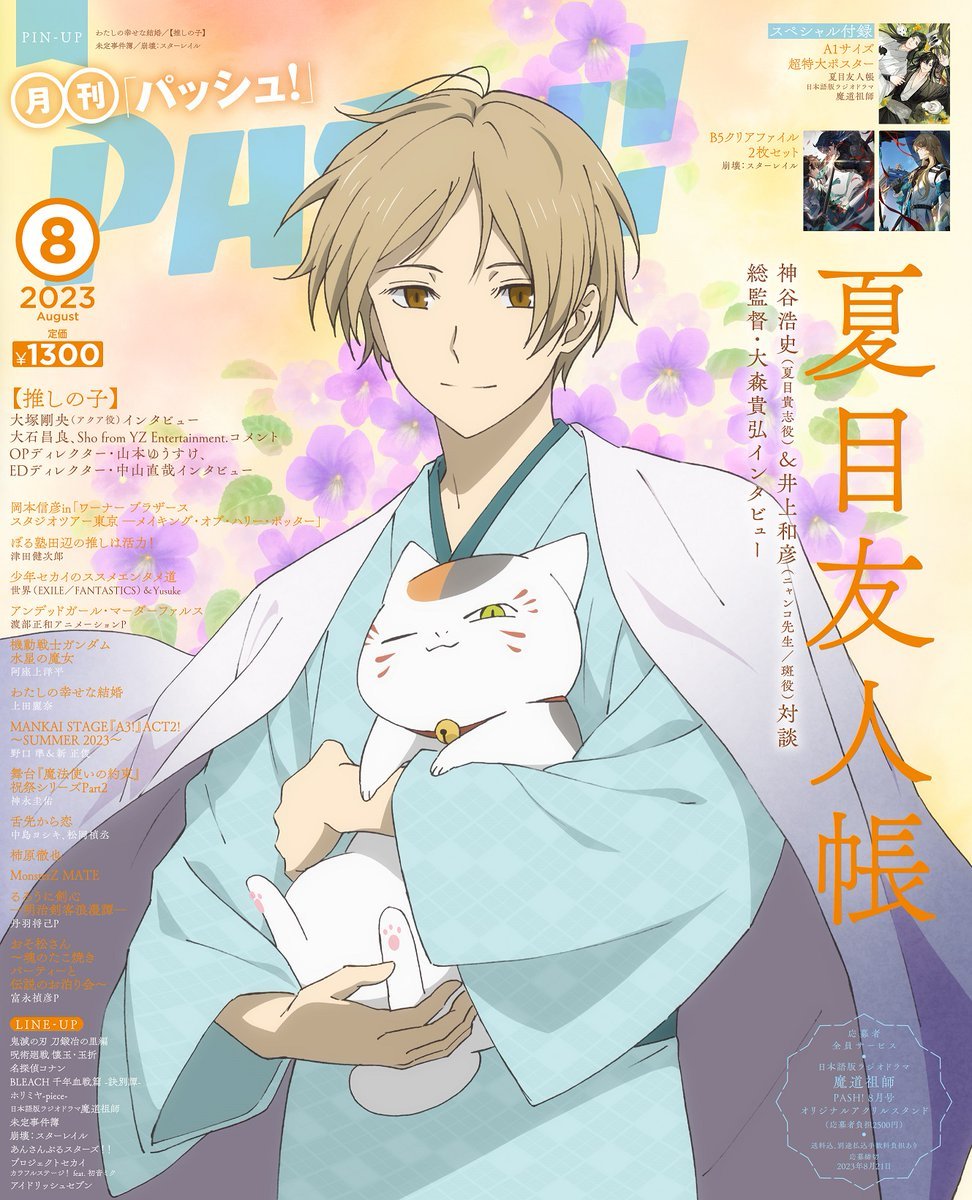 PIN-UP
わたしの幸せな結婚/【推しの子】
未定事件簿/崩壊:スターレイル
月刊「パッシュ!」
PASH!
8
2023
August
定価
¥1300
スペシャル付録
A1サイズ
超特大ポスター
夏目友人帳
日本語版ラジオドラマ
魔道祖師
B5クリアファイル
2枚セット
崩壊:スターレイル
夏目友人帳
神谷浩史(夏目貴志役)&井上和彦(ニャンコ先生/斑役)対談
総監督・大森貴弘インタビュー
【推しの子】
大塚剛央(アクア役)インタビュー
大石昌良、Sho from YZ Entertainment.コメント
OPディレクター・山本ゆうすけ、
EDディレクター・中山直哉インタビュー
岡本信彦in「ワーナー ブラザース
スタジオツアー東京 ―メイキング・オブ・ハリー・ポッター」
ぼる塾田辺の推しは活力!
津田健次郎
少年セカイのススメエンタメ道
世界(EXILE/FANTASTICS)&Yusuke
アンデッドガール・マーダーファルス
渡部正和アニメーションP
機動戦士ガンダム
水星の魔女
阿座上洋平
わたしの幸せな結婚
上田麗奈
MANKAI STAGE『A3!』ACT2!
~SUMMER 2023~
野口準&新 正俊
舞台『魔法使いの約束』
祝祭シリーズPart2
神永圭佑
舌先から恋
中島ヨシキ、松岡禎丞
柿原徹也
MonsterZ MATE
るろうに剣心
―明治剣客浪漫譚―
丹羽将己P
おそ松さん
~魂のたこ焼き
パーティーと
伝説のお泊り会~
富永禎彦P
LINE-UP
鬼滅の刃 刀鍛冶の里編
呪術廻戦 懐玉・玉折
名探偵コナン
BLEACH 千年血戦篇 -訣別譚-
ホリミヤ-piece-
日本語版ラジオドラマ魔道祖師
未定事件簿
崩壊:スターレイル
あんさんぶるスターズ!!
プロジェクトセカイ
カラフルステージ! feat. 初音ミク
アイドリッシュセブン
応募者
全員サービス
日本語版ラジオドラマ
魔道祖師
PASH! 8月号
オリジナルアクリルスタンド
(応募者負担2500円)
送料込、別途払込手数料負担あり
応募締切
2023年8月21日